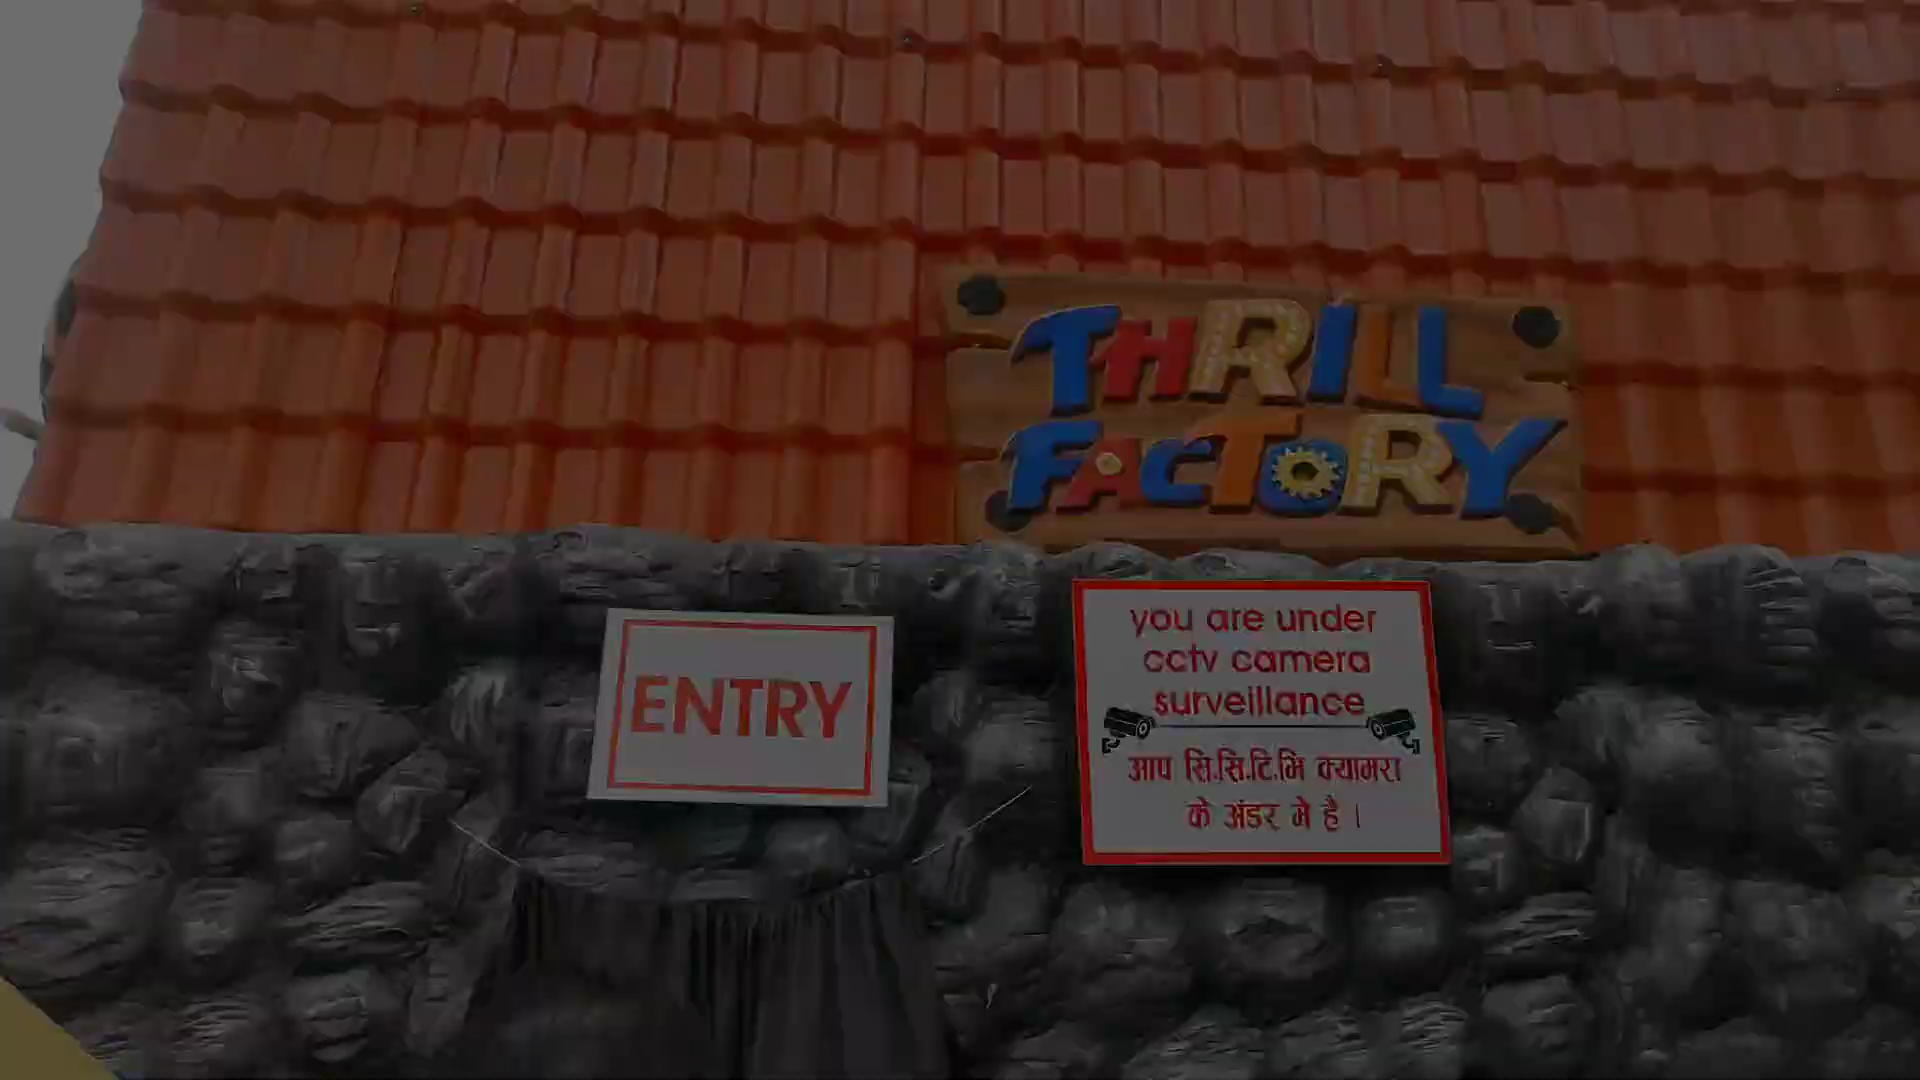 THRILL
FACTORY
ENTRY
you are under
cctv camera
surveillance
आप सि.सि.टि.भि क्यामरा
के अंडर मे है ।